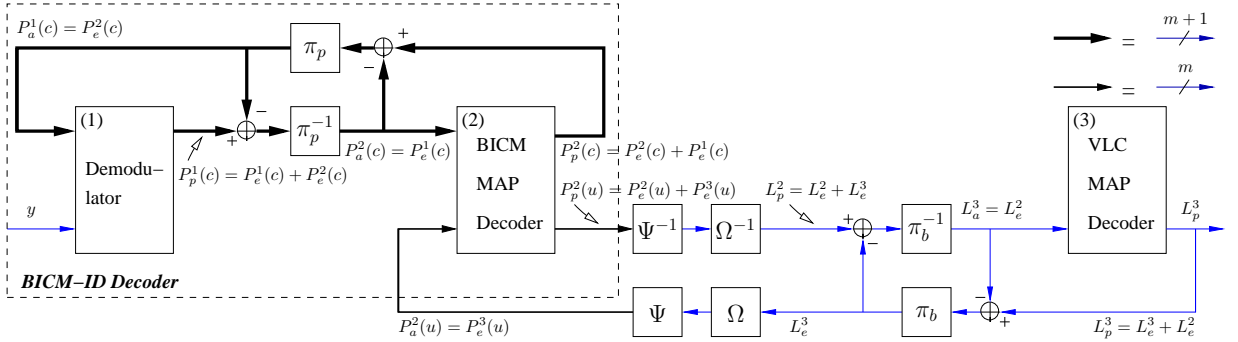 P_a^1(c) = P_e^2(c)
π_p
+
−
m + 1
=
m
=
(1)
Demodu−
lator
−
+
π_p^{-1}
P_p^1(c) = P_e^1(c) + P_e^2(c)
P_a^2(c) = P_e^1(c)
(2)
BICM
MAP
Decoder
P_p^2(c) = P_e^2(c) + P_e^1(c)
(3)
VLC
MAP
Decoder
y
P_p^2(u) = P_e^2(u) + P_e^3(u)
L_p^2 = L_e^2 + L_e^3
Ψ^{-1}
Ω^{-1}
+
−
π_b^{-1}
L_a^3 = L_e^2
L_p^3
BICM−ID Decoder
P_a^2(u) = P_e^3(u)
Ψ
Ω
L_e^3
π_b
−
+
L_p^3 = L_e^3 + L_e^2